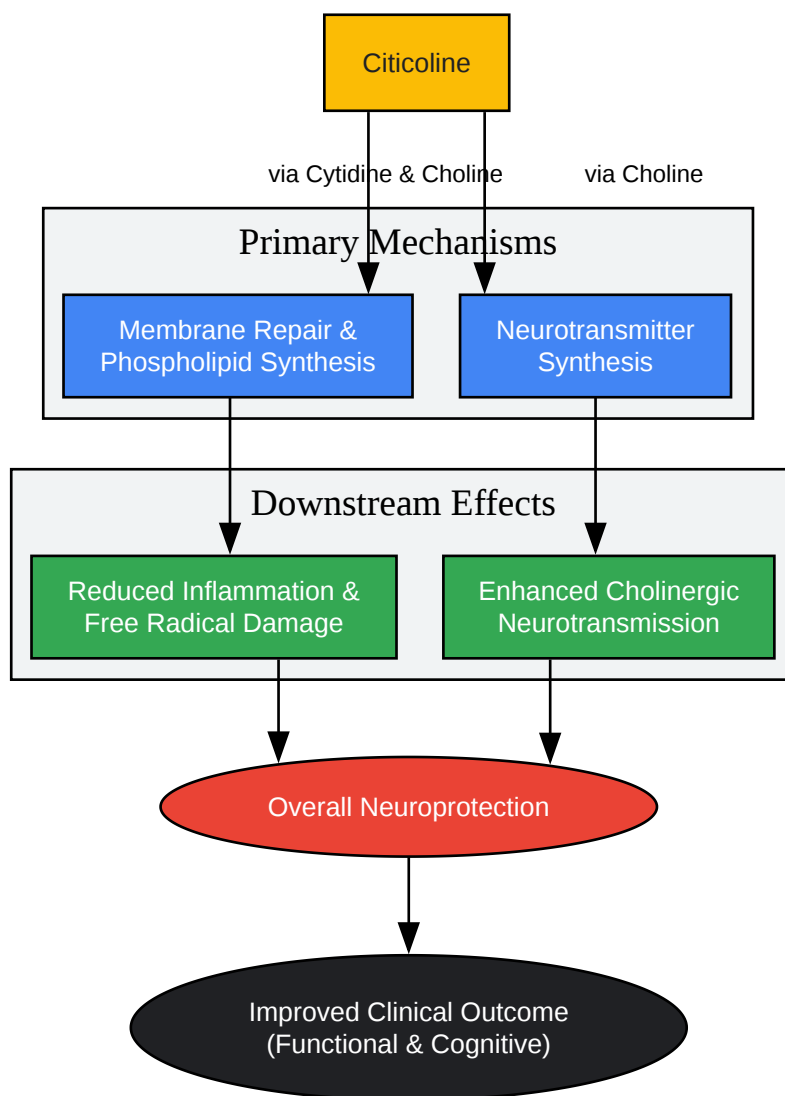 Citicoline
via Cytidine & Choline
via Choline
Primary Mechanisms
Membrane Repair &
Phospholipid Synthesis
Neurotransmitter
Synthesis
Downstream Effects
Reduced Inflammation &
Free Radical Damage
Enhanced Cholinergic
Neurotransmission
Overall Neuroprotection
Improved Clinical Outcome
(Functional & Cognitive)